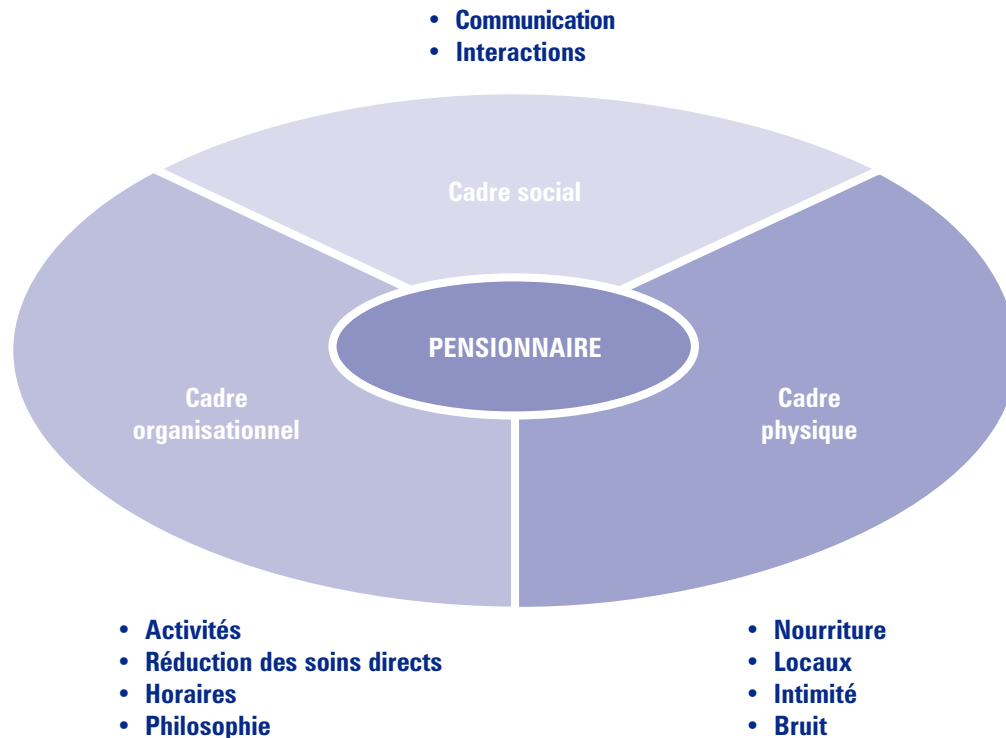 • Communication
• Interactions
Cadre social
PENSIONNAIRE
Cadre
organisationnel
Cadre
physique
• Activités
• Réduction des soins directs
• Horaires
• Philosophie
• Nourriture
• Locaux
• Intimité
• Bruit